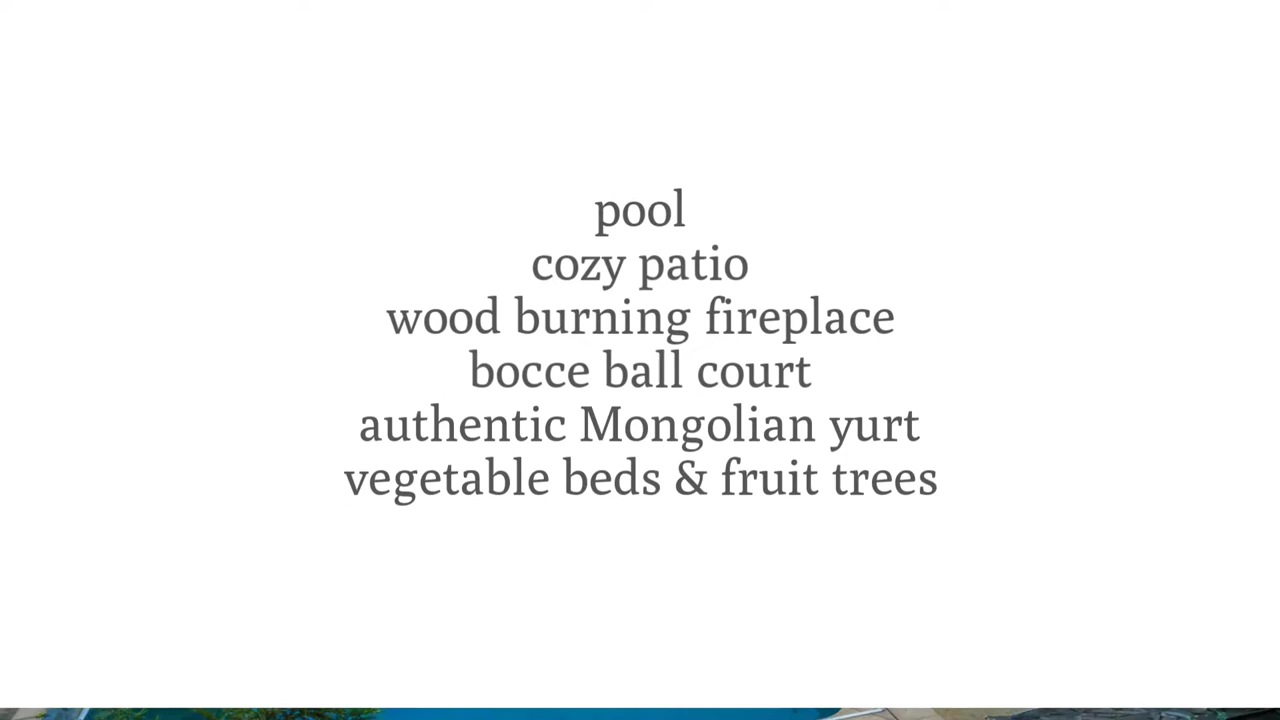 pool
cozy patio
wood burning fireplace
bocce ball court
authentic Mongolian yurt
vegetable beds & fruit trees